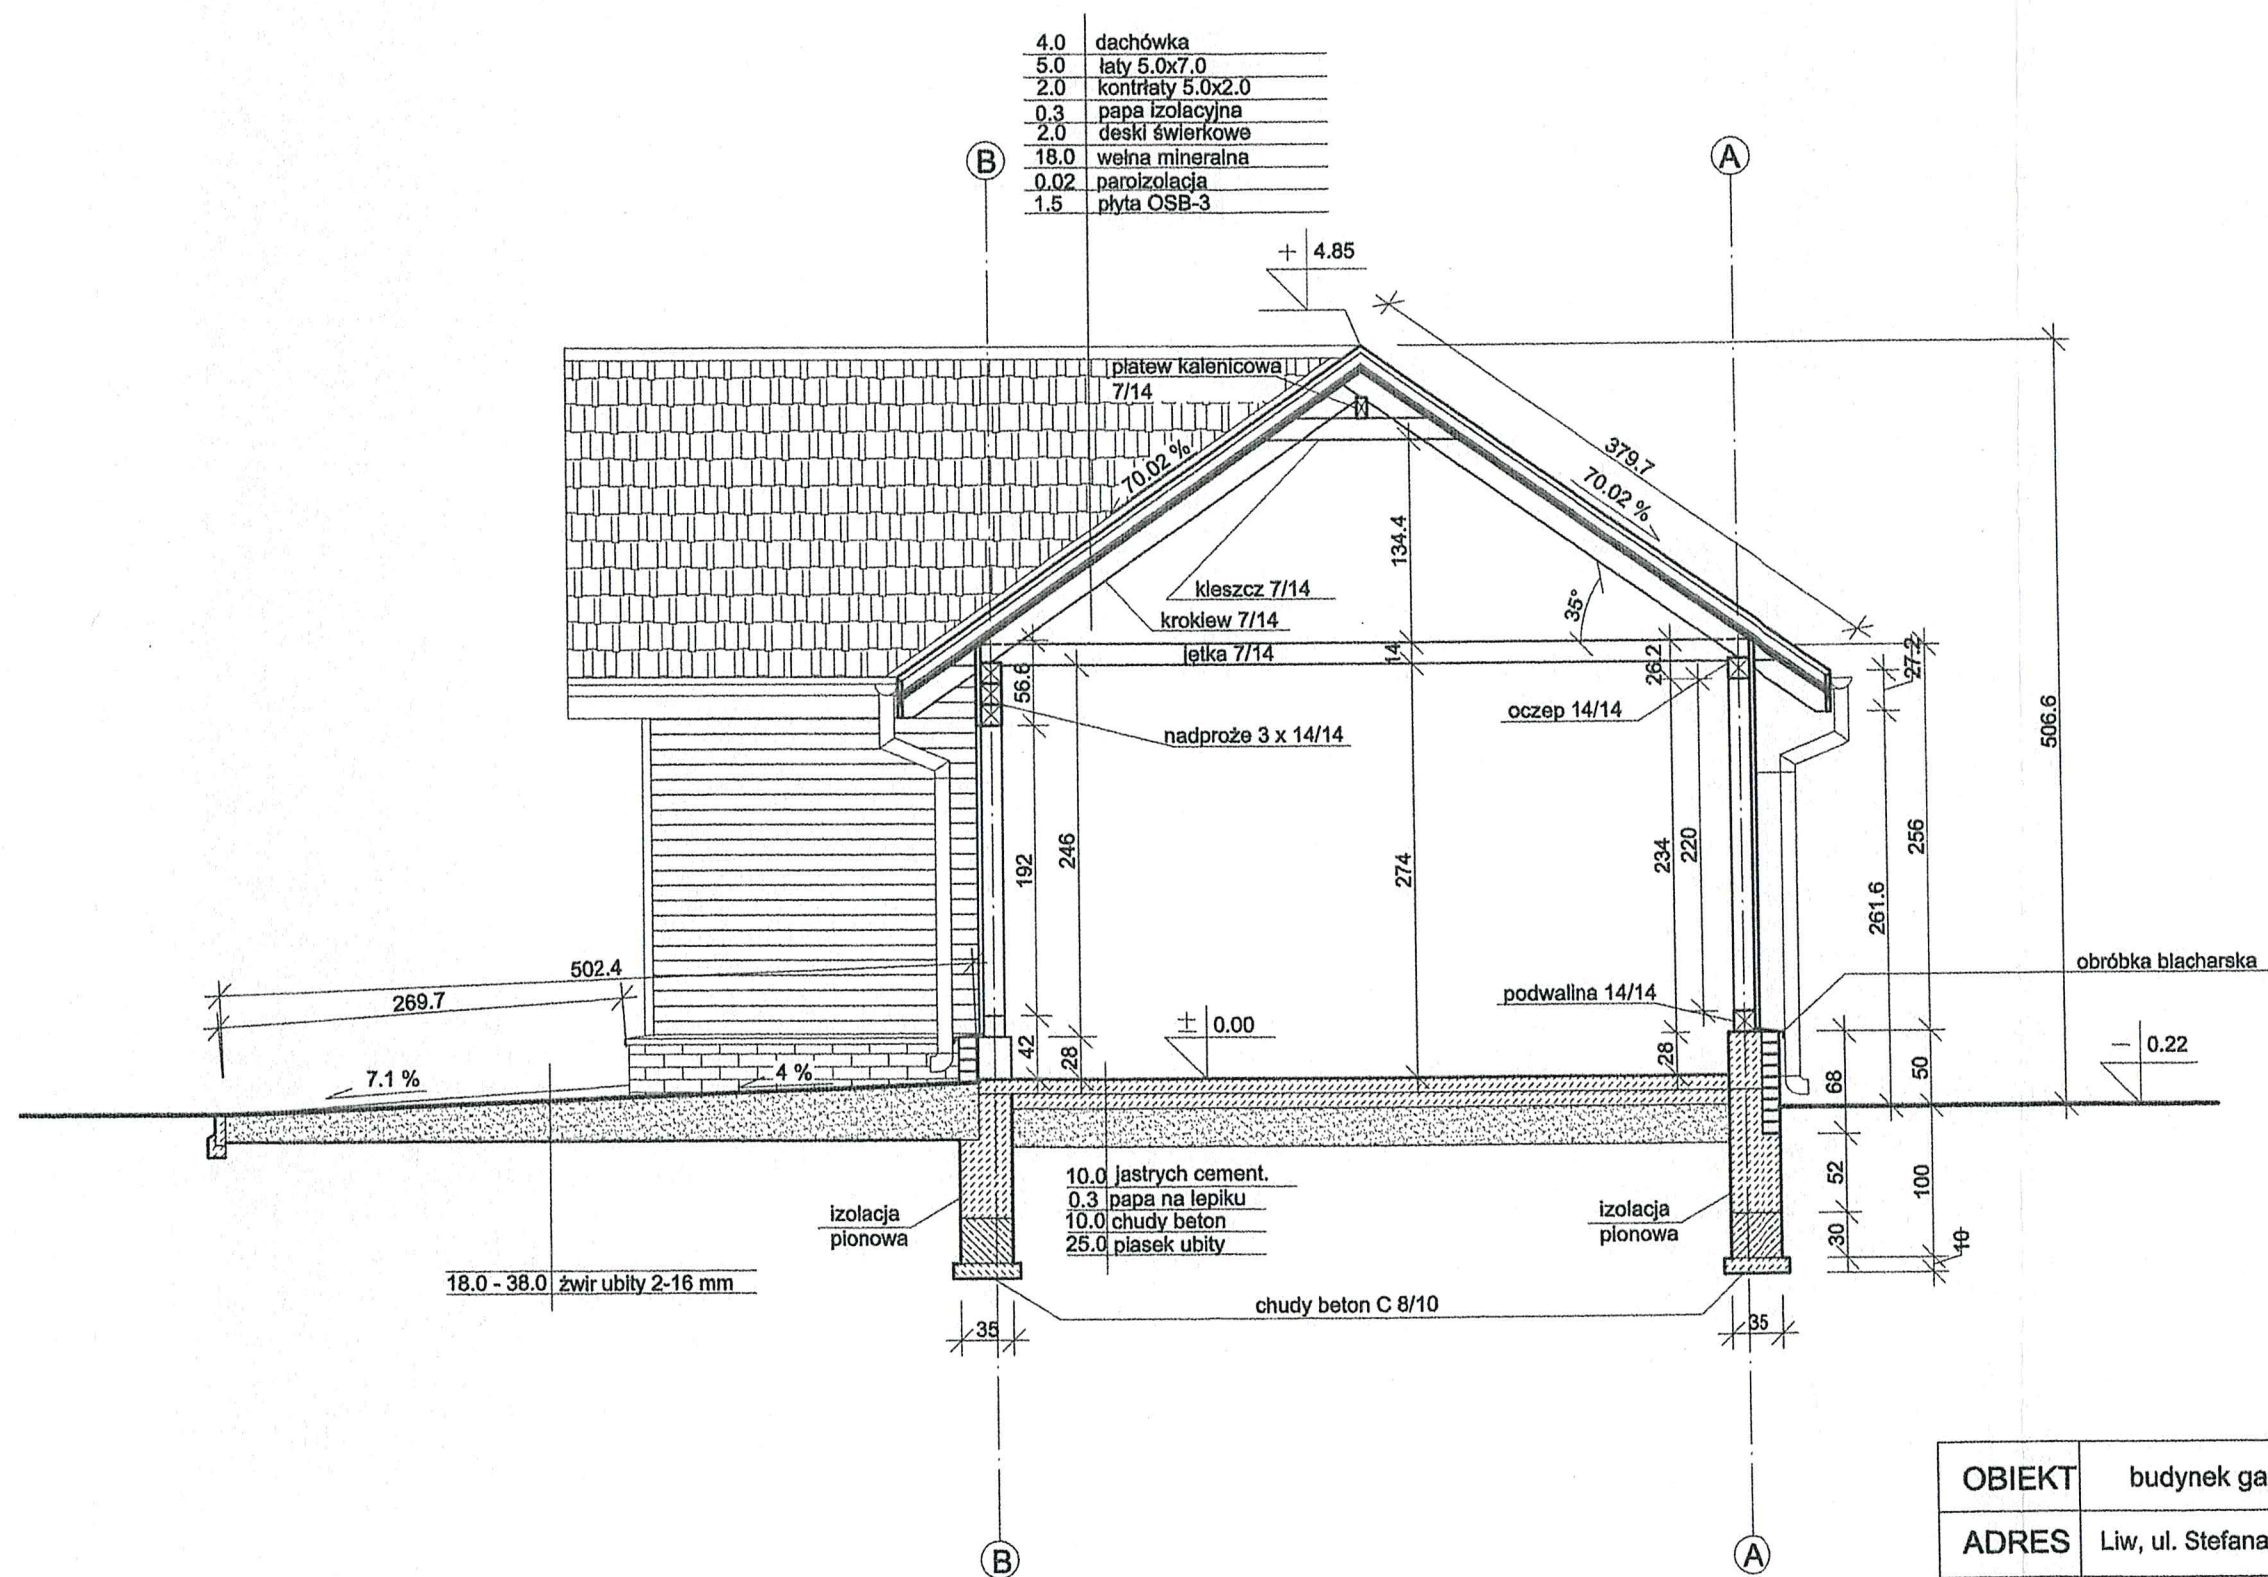 4.0 dachówka
5.0 łaty 5.0x7.0
2.0 kontrłaty 5.0x2.0
0.3 papa izolacyjna
2.0 deski świerkowe
18.0 wełna mineralna
0.02 paroizolacja
1.5 płyta OSB-3
B
A
+ 4.85
płatew kalenicowa
7/14
70.02 %
379.7
70.02 %
134.4
35°
kleszcz 7/14
krokiew 7/14
jętka 7/14
14
56.6
26.2
27.2
oczep 14/14
nadproże 3 x 14/14
506.6
192
246
274
234
220
256
261.6
502.4
269.7
obróbka blacharska
podwalina 14/14
± 0.00
- 0.22
42
28
28
68
50
7.1 %
4 %
10.0 jastrych cement.
0.3 papa na lepiku
10.0 chudy beton
25.0 piasek ubity
izolacja
pionowa
izolacja
pionowa
52
100
30
10
18.0 - 38.0 żwir ubity 2-16 mm
chudy beton C 8/10
35
35
B
A
OBIEKT budynek ga
ADRES Liw, ul. Stefana